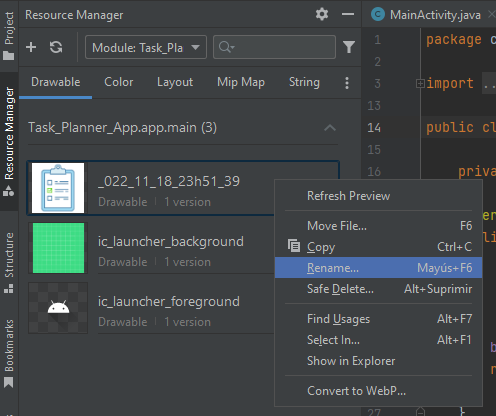 Project
Resource Manager
Structure
Bookmarks
Resource Manager
Module: Task_Pla
Drawable Color Layout Mip Map String
Task_Planner_App.app.main (3)
_022_11_18_23h51_39
Drawable | 1 version
ic_launcher_background
Drawable | 1 version
ic_launcher_foreground
Drawable | 1 version
Refresh Preview
Move File... F6
Copy Ctrl+C
Rename... Mayús+F6
Safe Delete... Alt+Suprimir
Find Usages Alt+F7
Select In... Alt+F1
Show in Explorer
Convert to WebP...
MainActivity.java
1 package c
3 import ...
13
14 public cl
15
16 priva
27 }